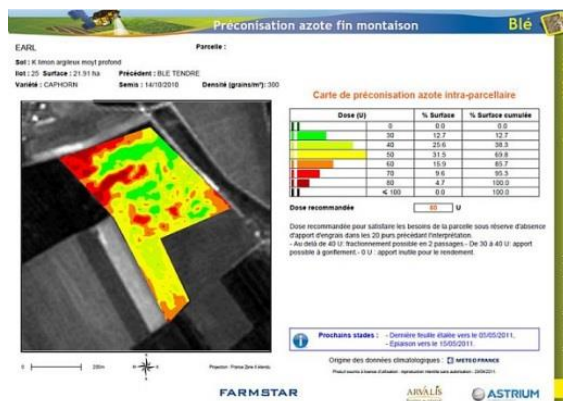 Préconisation azote fin montaison
Blé
EARL
Parcelle :
Sol : K limon argileux moyt profond
Ilot : 25 Surface : 21.91 ha Précédent : BLE TENDRE
Variété : CAPHORN Semis : 14/10/2010 Densité (grains/m²): 300
Carte de préconisation azote intra-parcellaire
Dose (U) % Surface % Surface cumulée
0 0.0 0.0
30 12.7 12.7
40 25.6 38.3
50 31.5 69.8
60 15.9 85.7
70 9.6 95.3
80 4.7 100.0
≤ 100 0.0 100.0
Dose recommandée
U
Dose recommandée pour satisfaire les besoins de la parcelle sous réserve d'absence
d'apport d'engrais dans les 20 jours précédant l'interprétation.
- Au delà de 40 U: fractionnement possible en 2 passages.- De 30 à 40 U: apport
possible à gonflement. - 0 U : apport inutile pour le rendement.
Prochains stades : - Dernière feuille étalée vers le 05/05/2011.
- Epiaison vers le 15/05/2011.
Origine des données climatologiques : METEO FRANCE
0 200m
Projection : France Zone II étendu
FARMSTAR
ARVALIS
ASTRIUM